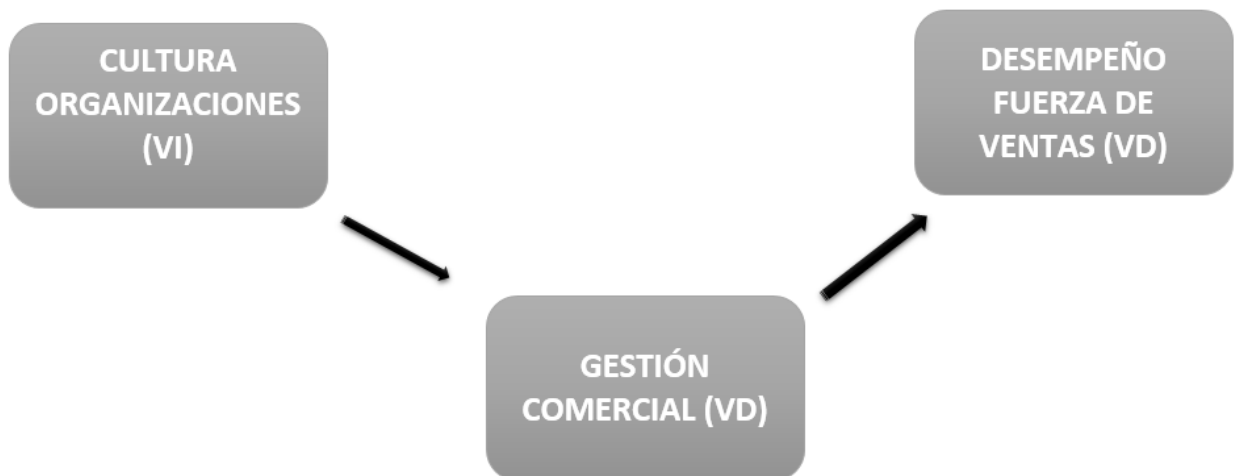 CULTURA
ORGANIZACIONES
(VI)
DESEMPEÑO
FUERZA DE
VENTAS (VD)
GESTIÓN
COMERCIAL (VD)